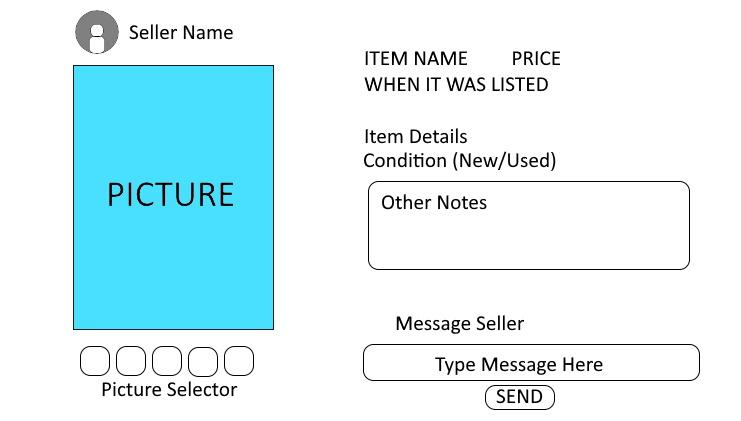 Seller Name
PICTURE
Picture Selector
ITEM NAME PRICE
WHEN IT WAS LISTED
Item Details
Condition (New/Used)
Other Notes
Message Seller
Type Message Here
SEND